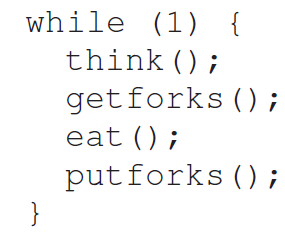 while (1) {
  think();
  getforks();
  eat();
  putforks();
}